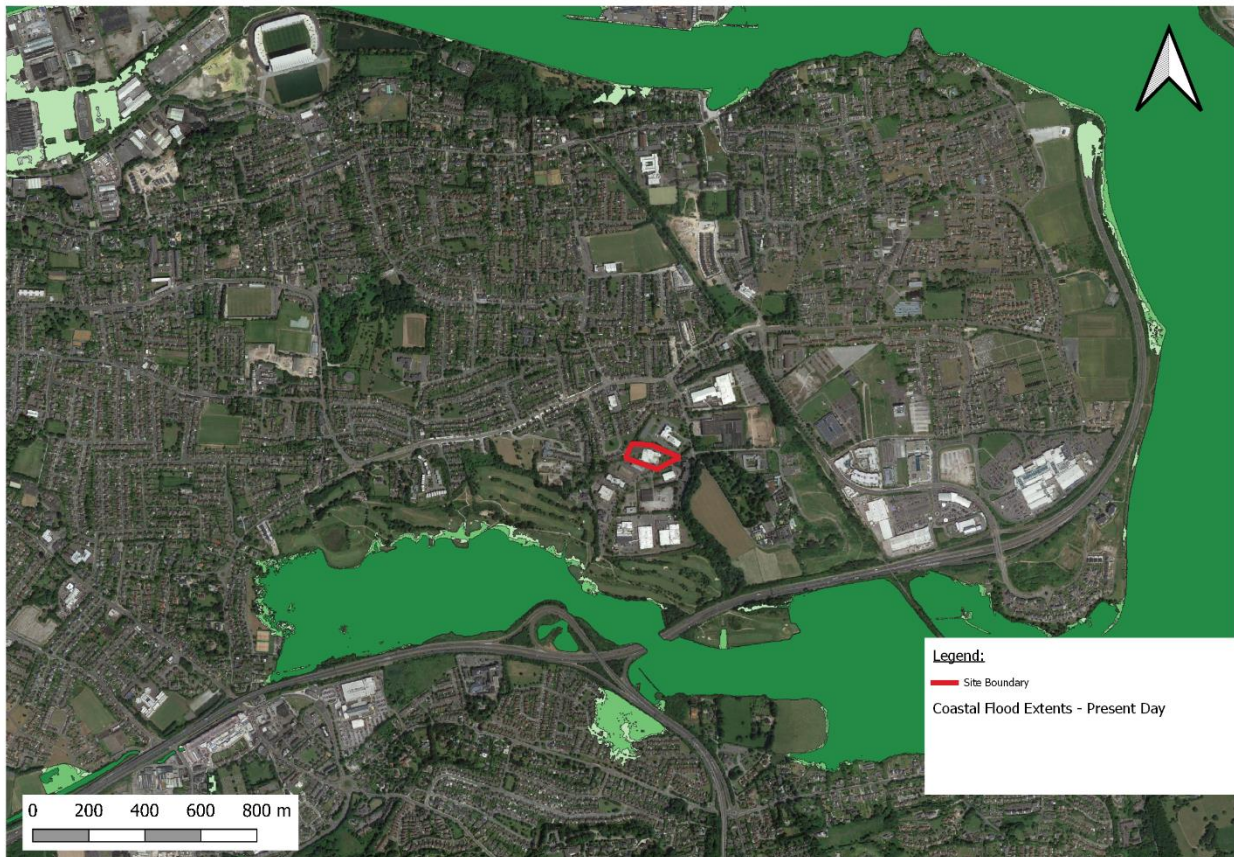 Legend:
Site Boundary
Coastal Flood Extents - Present Day
0 200 400 600 800 m